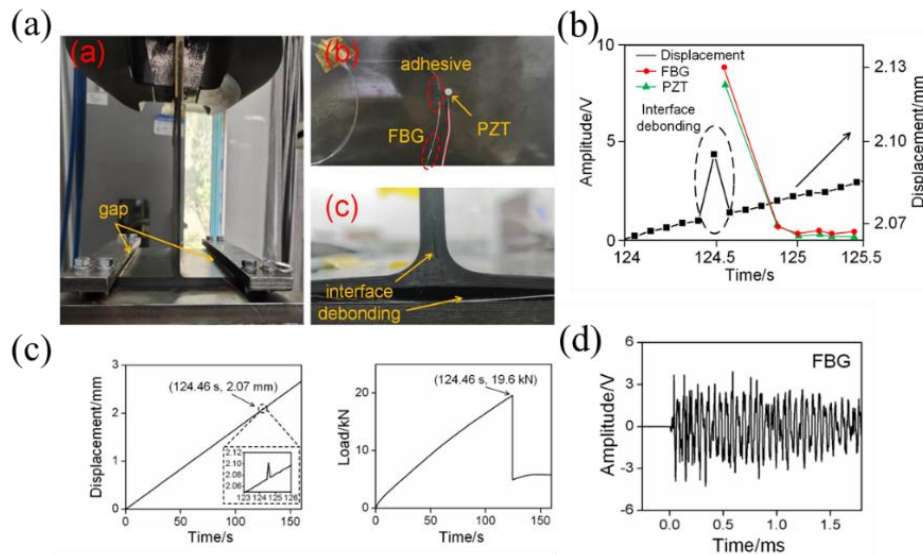 (a)
(a)
gap
(b)
adhesive
PZT
FBG
(c)
interface
debonding
(b)
Displacement
FBG
PZT
Interface
debonding
Amplitude/V
10
5
0
Displacement/mm
2.13
2.10
2.07
124
124.5
125
125.5
Time/s
(c)
Displacement/mm
3
2
1
0
(124.46 s, 2.07 mm)
2.12
2.10
2.08
2.06
123 124 125 126
0 50 100 150
Time/s
Load/kN
20
10
0
(124.46 s, 19.6 kN)
0 50 100 150
Time/s
(d)
FBG
Amplitude/V
6
3
0
-3
-6
0.0 0.5 1.0 1.5
Time/ms